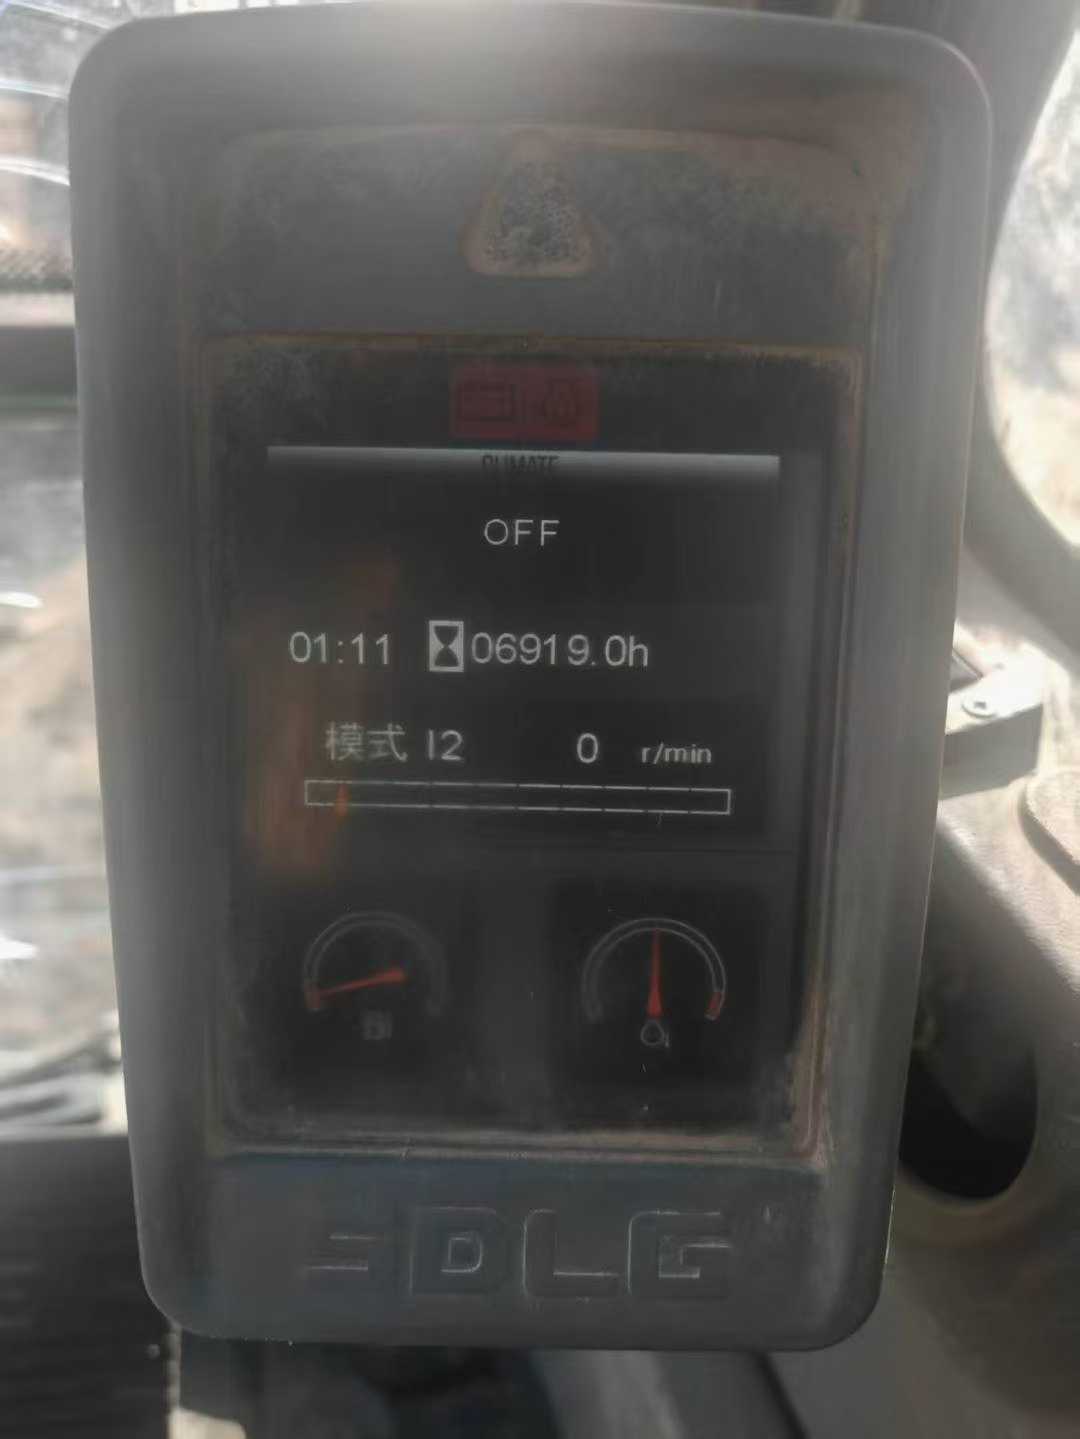 CLIMATE
OFF
01:11 06919.0h
模式 I2 0 r/min
SDLG